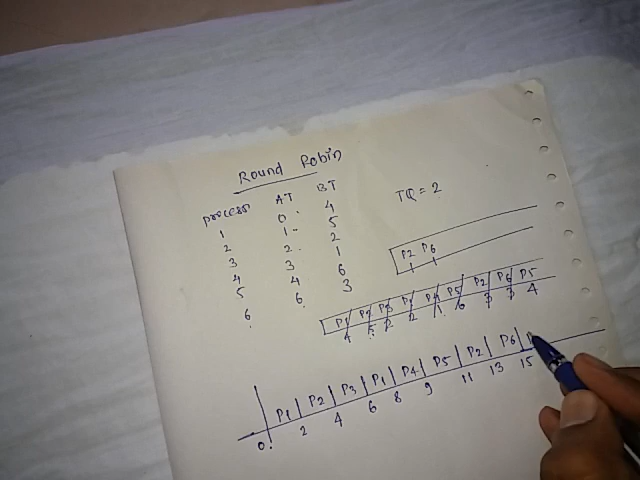 Round Robin
process AT BT
1 0 4
2 1 5
3 2 2
4 3 1
5 4 6
6 6 3
TQ = 2
P2 P6
P1 P2 P3 P1 P4 P5 P2 P6 P5
4 5 2 2 1 6 3 3 4
P1 P2 P3 P1 P4 P5 P2 P6
0 2 4 6 8 9 11 13 15